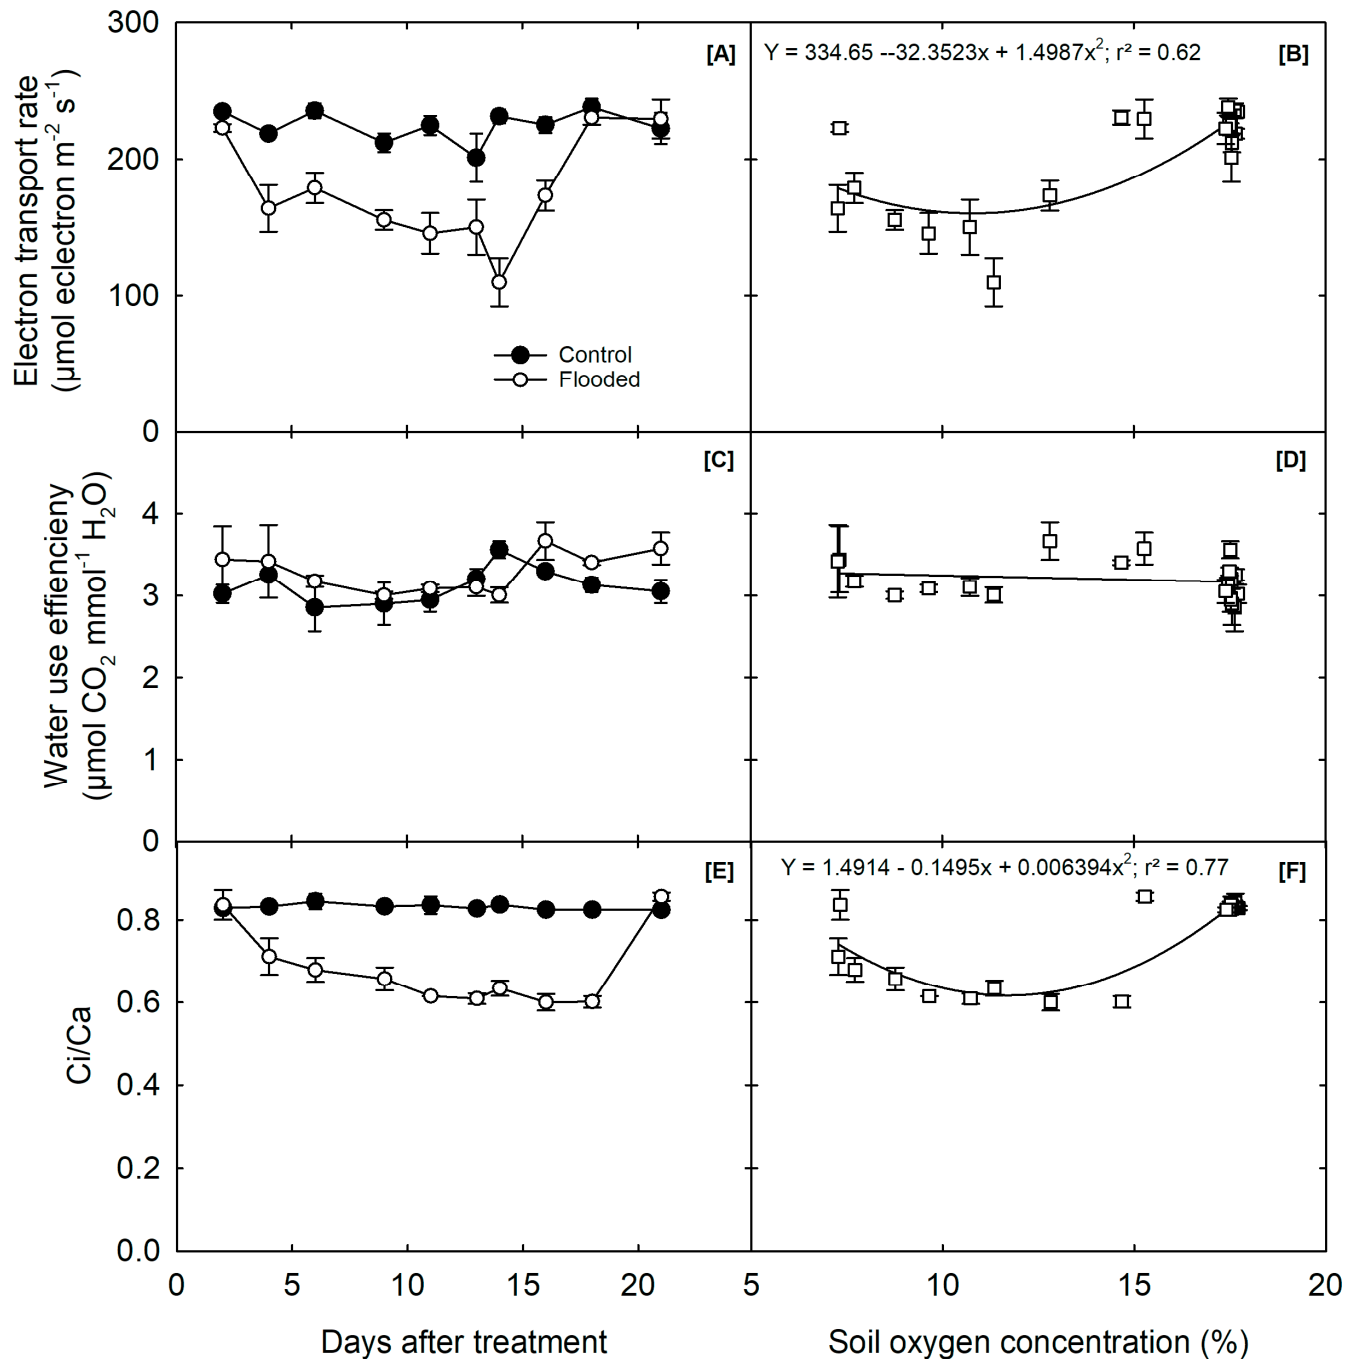 300
200
100
0
Electron transport rate
(µmol eclectron m⁻² s⁻¹)
[A]
Control
Flooded
Y = 334.65 --32.3523x + 1.4987x²; r² = 0.62
[B]
4
3
2
1
0
Water use effiencieny
(µmol CO₂ mmol⁻¹ H₂O)
[C]
[D]
0.8
0.6
0.4
0.2
0.0
Ci/Ca
[E]
Y = 1.4914 - 0.1495x + 0.006394x²; r² = 0.77
[F]
0 5 10 15 20 5 10 15 20
Days after treatment
Soil oxygen concentration (%)